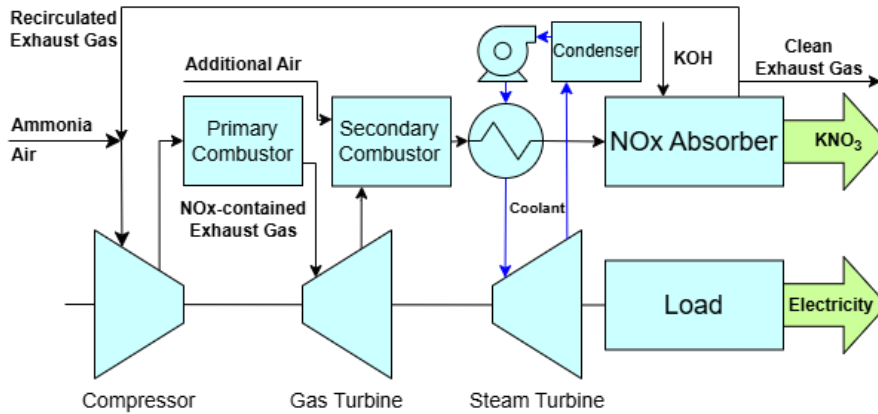 Recirculated
Exhaust Gas
Additional Air
Condenser
KOH
Clean
Exhaust Gas
Ammonia
Air
Primary
Combustor
Secondary
Combustor
NOx Absorber
KNO₃
NOx-contained
Exhaust Gas
Coolant
Load
Electricity
Compressor
Gas Turbine
Steam Turbine